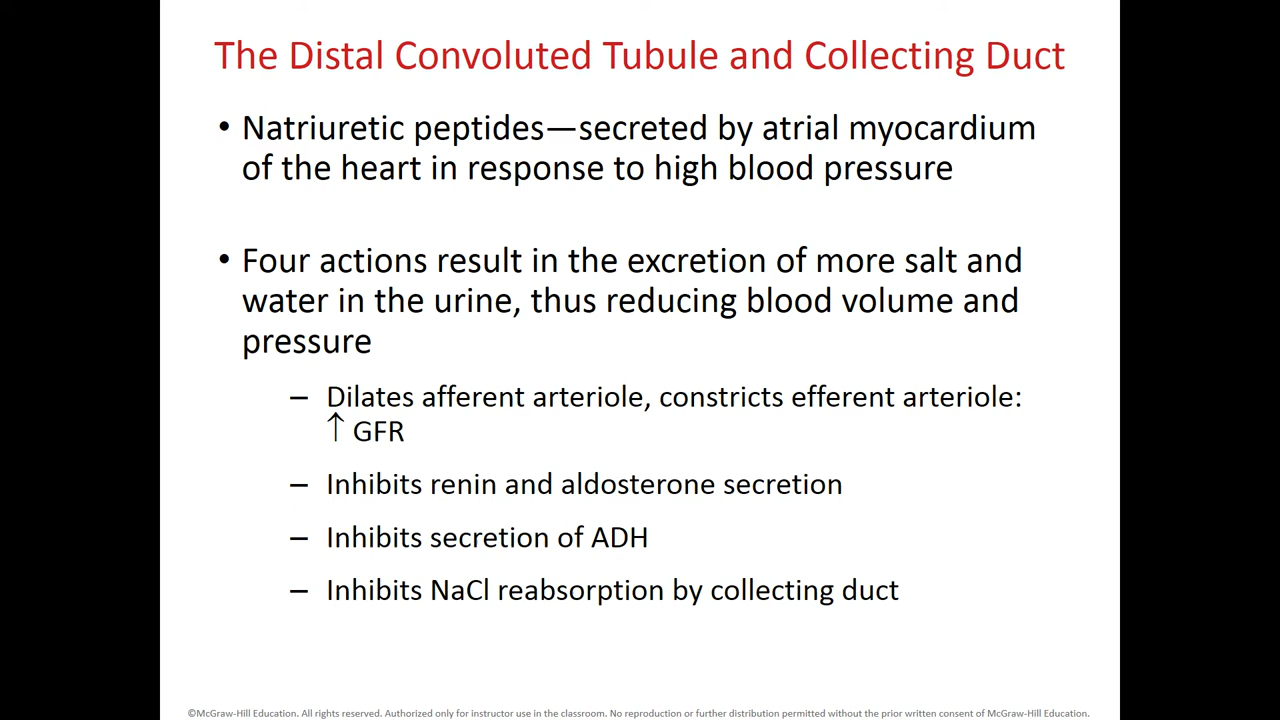 The Distal Convoluted Tubule and Collecting Duct
• Natriuretic peptides—secreted by atrial myocardium
of the heart in response to high blood pressure
• Four actions result in the excretion of more salt and
water in the urine, thus reducing blood volume and
pressure
– Dilates afferent arteriole, constricts efferent arteriole:
↑ GFR
– Inhibits renin and aldosterone secretion
– Inhibits secretion of ADH
– Inhibits NaCl reabsorption by collecting duct
©McGraw-Hill Education. All rights reserved. Authorized only for instructor use in the classroom. No reproduction or further distribution permitted without the prior written consent of McGraw-Hill Education.